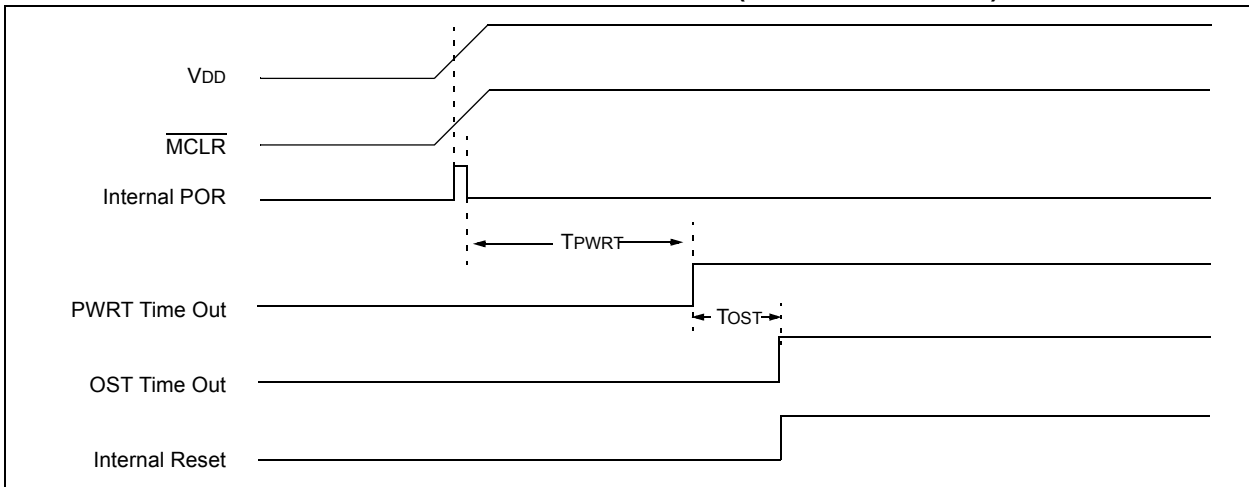 VDD
MCLR
Internal POR
TPWRT
PWRT Time Out
TOST
OST Time Out
Internal Reset